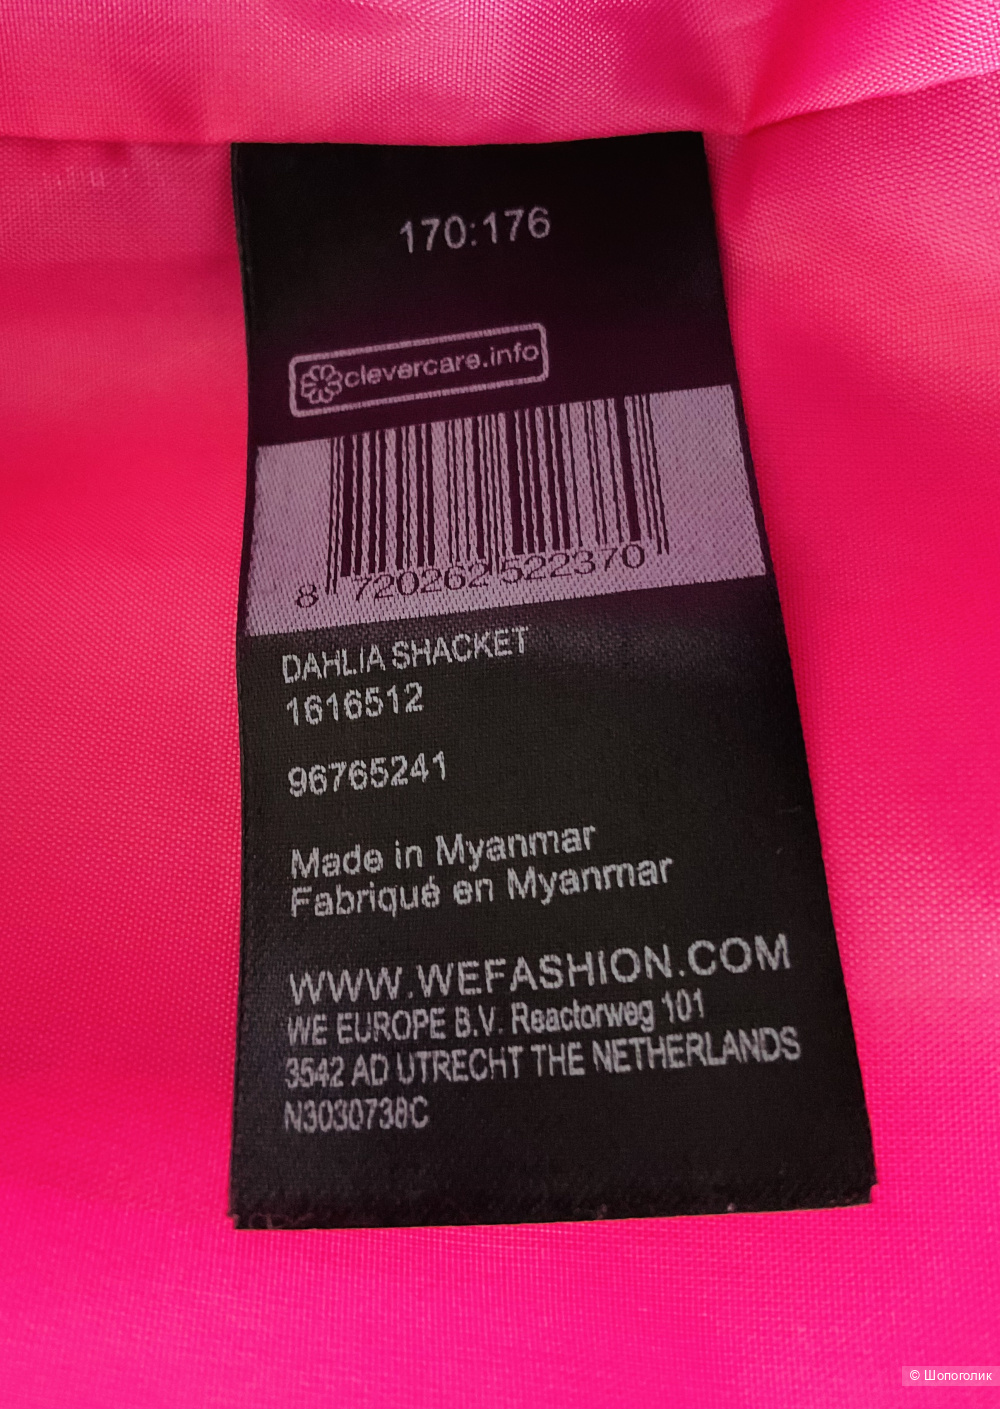 170:176
clevercare.info
8 720262 522370
DAHLIA SHACKET
1616512
96765241
Made in Myanmar
Fabriqué en Myanmar
WWW.WEFASHION.COM
WE EUROPE B.V. Reactorweg 101
3542 AD UTRECHT THE NETHERLANDS
N3030738C
© Шопоголик